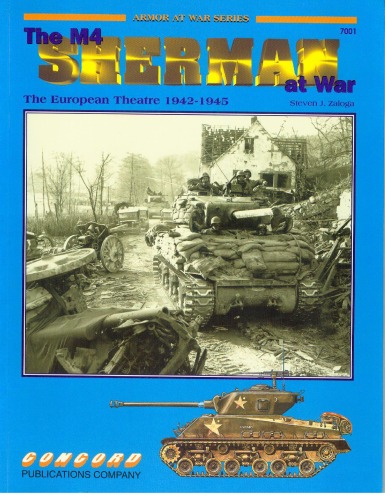 ARMOR AT WAR SERIES
7001
The M4
SHERMAN
at War
The European Theatre 1942-1945
Steven J. Zaloga
CONCORD
PUBLICATIONS COMPANY